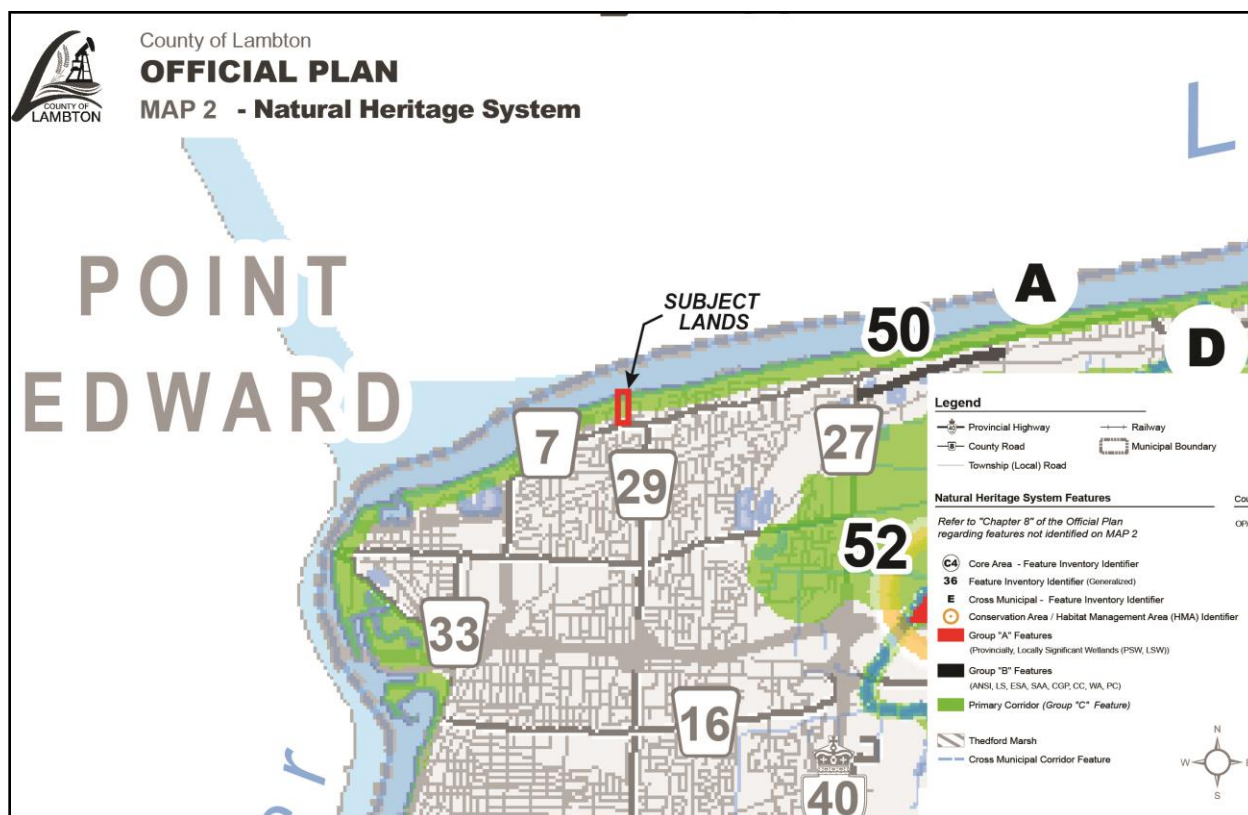 County of Lambton
OFFICIAL PLAN
MAP 2 - Natural Heritage System
COUNTY OF
LAMBTON
L
POINT
EDWARD
SUBJECT
LANDS
A
50
D
7
29
27
52
33
16
40
r
Legend
Provincial Highway
Railway
County Road
Municipal Boundary
Township (Local) Road
Natural Heritage System Features
Refer to "Chapter 8" of the Official Plan
regarding features not identified on MAP 2
C4 Core Area - Feature Inventory Identifier
36 Feature Inventory Identifier (Generalized)
E Cross Municipal - Feature Inventory Identifier
Conservation Area / Habitat Management Area (HMA) Identifier
Group "A" Features
(Provincially, Locally Significant Wetlands (PSW, LSW))
Group "B" Features
(ANSI, LS, ESA, SAA, CGP, CC, WA, PC)
Primary Corridor (Group "C" Feature)
Thedford Marsh
Cross Municipal Corridor Feature
N
W
S